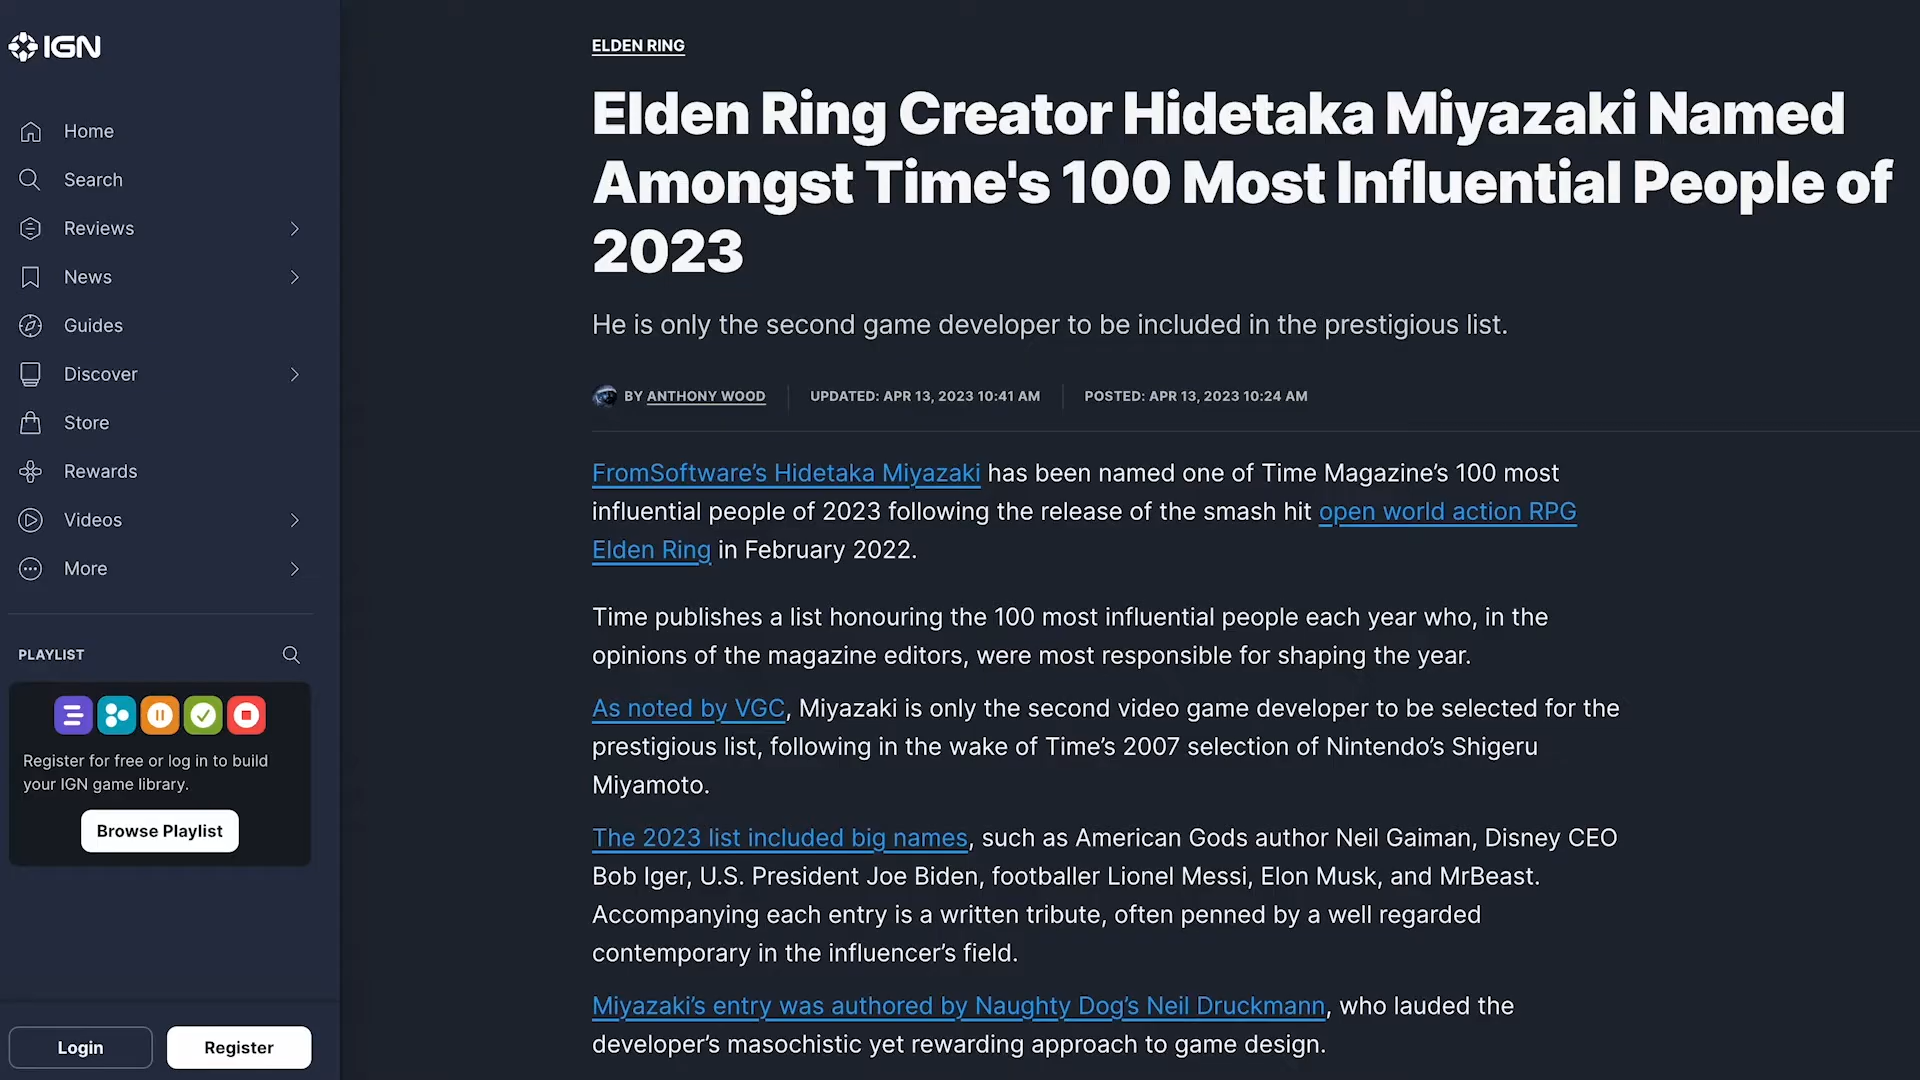 IGN
Home
Search
Reviews
News
Guides
Discover
Store
Rewards
Videos
More
PLAYLIST
Register for free or log in to build
your IGN game library.
Browse Playlist
Login
Register
ELDEN RING
Elden Ring Creator Hidetaka Miyazaki Named
Amongst Time's 100 Most Influential People of
2023
He is only the second game developer to be included in the prestigious list.
BY ANTHONY WOOD
UPDATED: APR 13, 2023 10:41 AM
POSTED: APR 13, 2023 10:24 AM
FromSoftware’s Hidetaka Miyazaki has been named one of Time Magazine’s 100 most
influential people of 2023 following the release of the smash hit open world action RPG
Elden Ring in February 2022.
Time publishes a list honouring the 100 most influential people each year who, in the
opinions of the magazine editors, were most responsible for shaping the year.
As noted by VGC, Miyazaki is only the second video game developer to be selected for the
prestigious list, following in the wake of Time’s 2007 selection of Nintendo’s Shigeru
Miyamoto.
The 2023 list included big names, such as American Gods author Neil Gaiman, Disney CEO
Bob Iger, U.S. President Joe Biden, footballer Lionel Messi, Elon Musk, and MrBeast.
Accompanying each entry is a written tribute, often penned by a well regarded
contemporary in the influencer’s field.
Miyazaki’s entry was authored by Naughty Dog’s Neil Druckmann, who lauded the
developer’s masochistic yet rewarding approach to game design.